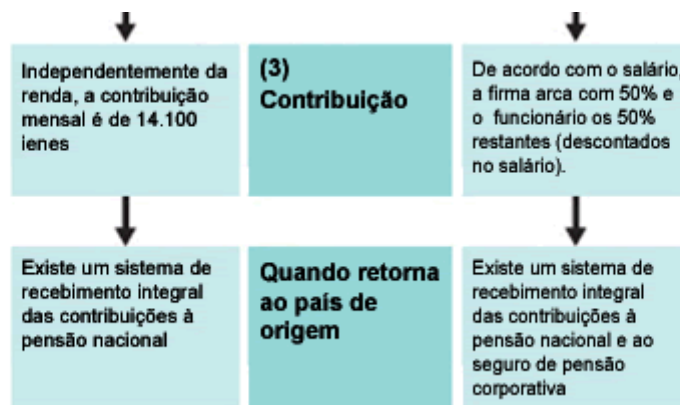 Independentemente da
renda, a contribuição
mensal é de 14.100
ienes
(3)
Contribuição
De acordo com o salário,
a firma arca com 50% e
o funcionário os 50%
restantes (descontados
no salário).
Existe um sistema de
recebimento integral
das contribuições à
pensão nacional
Quando retorna
ao país de
origem
Existe um sistema de
recebimento integral
das contribuições à
pensão nacional e ao
seguro de pensão
corporativa